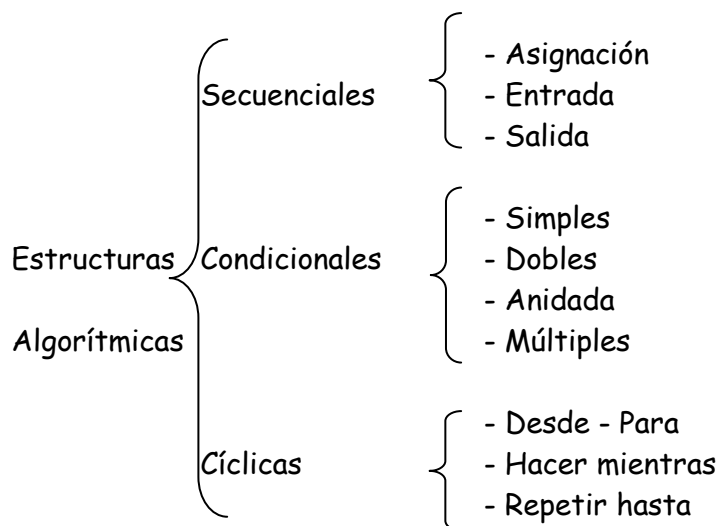 - Asignación
Secuenciales
- Entrada
- Salida
- Simples
Estructuras Condicionales
- Dobles
- Anidada
Algorítmicas
- Múltiples
- Desde - Para
Cíclicas
- Hacer mientras
- Repetir hasta